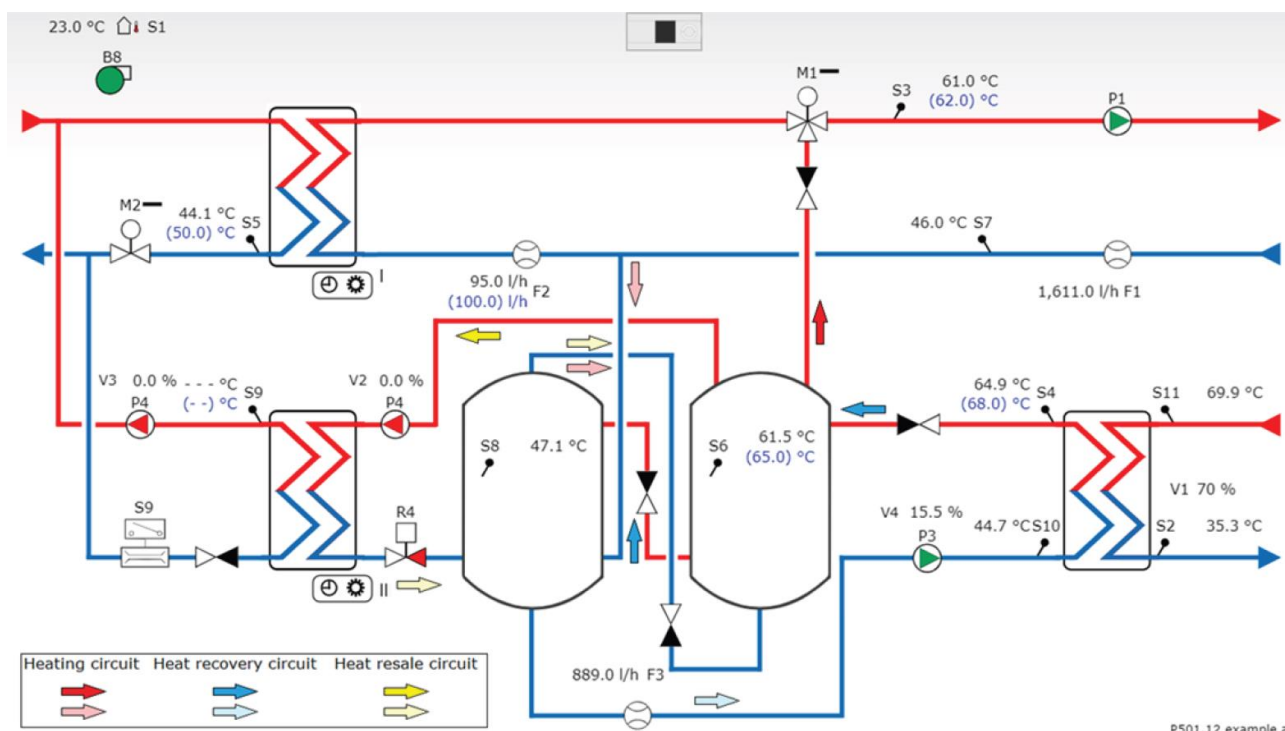 23.0 °C S1
B8
M1
S3
61.0 °C
(62.0) °C
P1
M2
44.1 °C
(50.0) °C
S5
46.0 °C S7
I
95.0 l/h
(100.0) l/h
F2
1,611.0 l/h F1
V3 0.0 %
- - - °C
(- -) °C
S9
P4
V2 0.0 %
P4
64.9 °C
(68.0) °C
S4
S11
69.9 °C
S8
47.1 °C
S6
61.5 °C
(65.0) °C
V1 70 %
S9
R4
V4 15.5 %
P3
44.7 °C S10
S2
35.3 °C
II
889.0 l/h F3
Heating circuit Heat recovery circuit Heat resale circuit